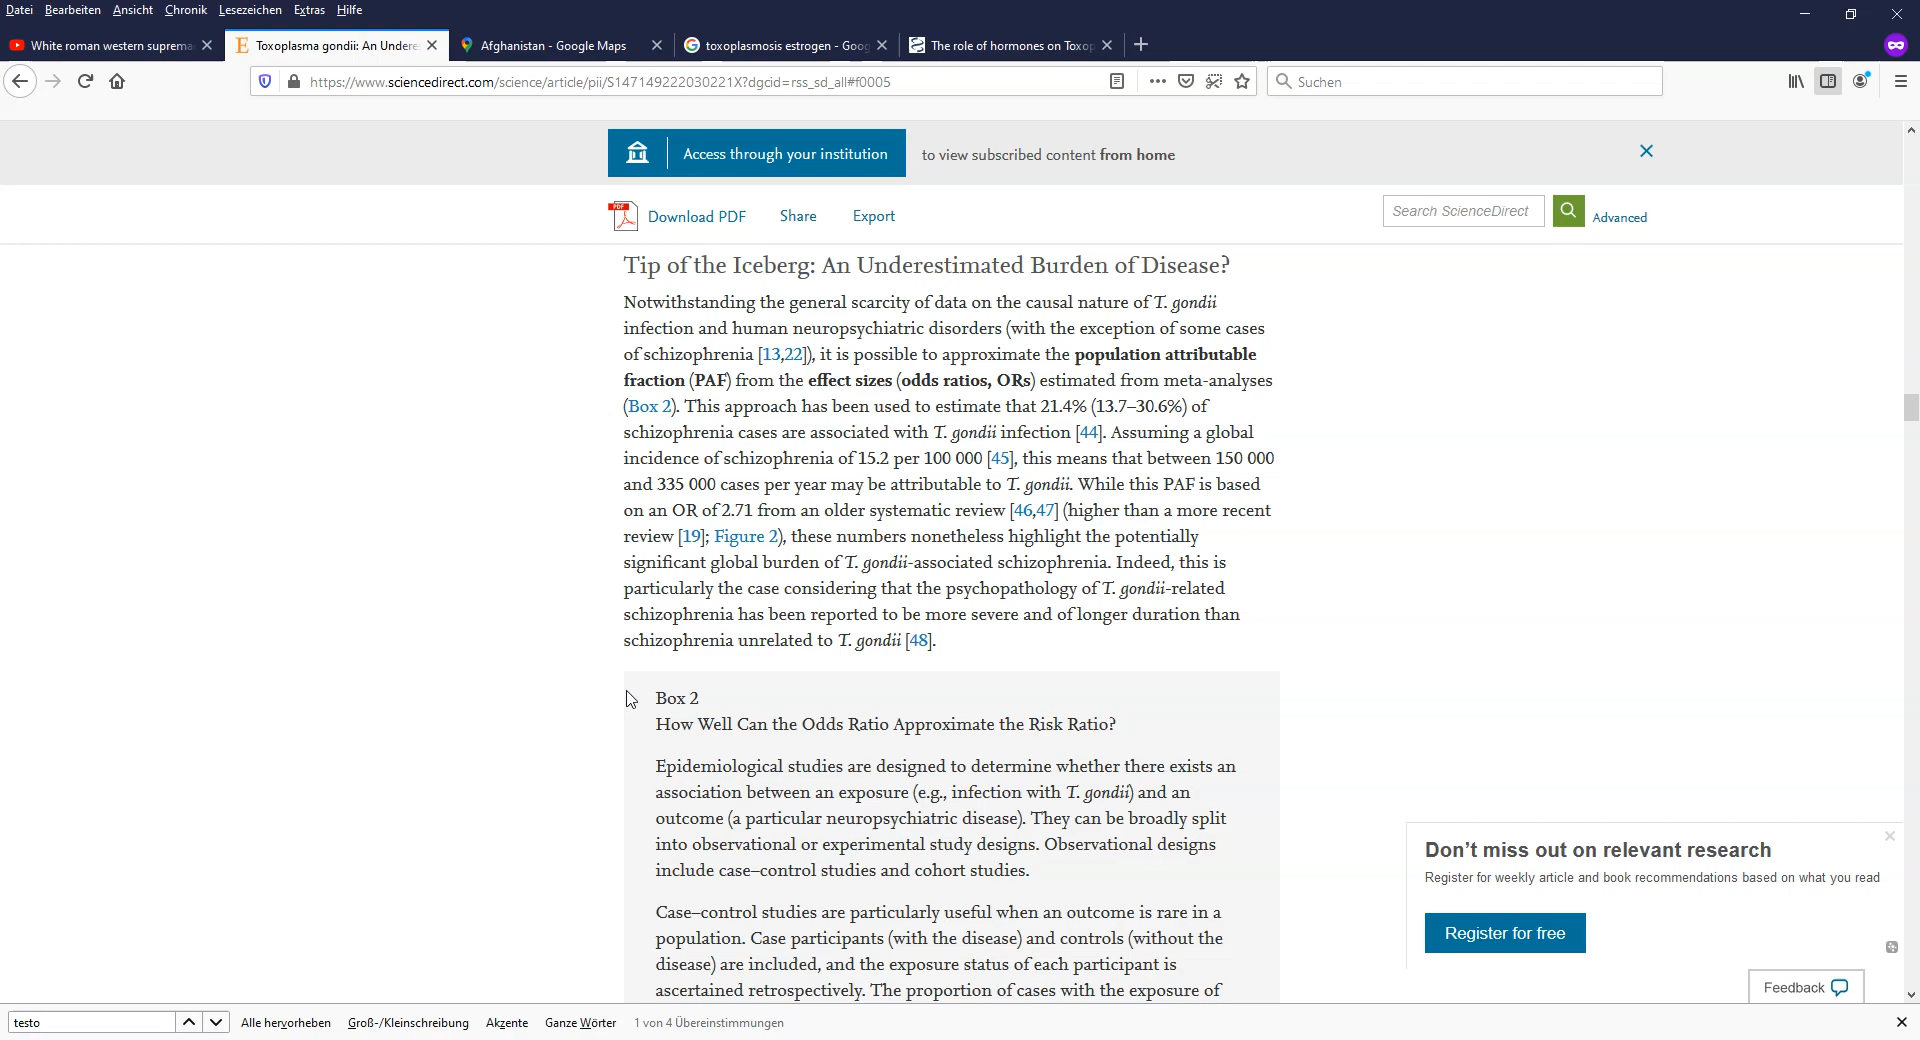 Datei Bearbeiten Ansicht Chronik Lesezeichen Extras Hilfe
White roman western suprema
Toxoplasma gondii: An Undere
Afghanistan - Google Maps
toxoplasmosis estrogen - Goog
The role of hormones on Toxop
https://www.sciencedirect.com/science/article/pii/S147149222030221X?dgcid=rss_sd_all#f0005
Suchen
Access through your institution to view subscribed content from home
PDF Download PDF Share Export
Search ScienceDirect Advanced
Tip of the Iceberg: An Underestimated Burden of Disease?
Notwithstanding the general scarcity of data on the causal nature of T. gondii
infection and human neuropsychiatric disorders (with the exception of some cases
of schizophrenia [13,22]), it is possible to approximate the population attributable
fraction (PAF) from the effect sizes (odds ratios, ORs) estimated from meta-analyses
(Box 2). This approach has been used to estimate that 21.4% (13.7–30.6%) of
schizophrenia cases are associated with T. gondii infection [44]. Assuming a global
incidence of schizophrenia of 15.2 per 100 000 [45], this means that between 150 000
and 335 000 cases per year may be attributable to T. gondii. While this PAF is based
on an OR of 2.71 from an older systematic review [46,47] (higher than a more recent
review [19]; Figure 2), these numbers nonetheless highlight the potentially
significant global burden of T. gondii-associated schizophrenia. Indeed, this is
particularly the case considering that the psychopathology of T. gondii-related
schizophrenia has been reported to be more severe and of longer duration than
schizophrenia unrelated to T. gondii [48].
Box 2
How Well Can the Odds Ratio Approximate the Risk Ratio?
Epidemiological studies are designed to determine whether there exists an
association between an exposure (e.g., infection with T. gondii) and an
outcome (a particular neuropsychiatric disease). They can be broadly split
into observational or experimental study designs. Observational designs
include case–control studies and cohort studies.
Case–control studies are particularly useful when an outcome is rare in a
population. Case participants (with the disease) and controls (without the
disease) are included, and the exposure status of each participant is
ascertained retrospectively. The proportion of cases with the exposure of
Don't miss out on relevant research
Register for weekly article and book recommendations based on what you read
Register for free
Feedback
testo Alle hervorheben Groß-/Kleinschreibung Akzente Ganze Wörter 1 von 4 Übereinstimmungen